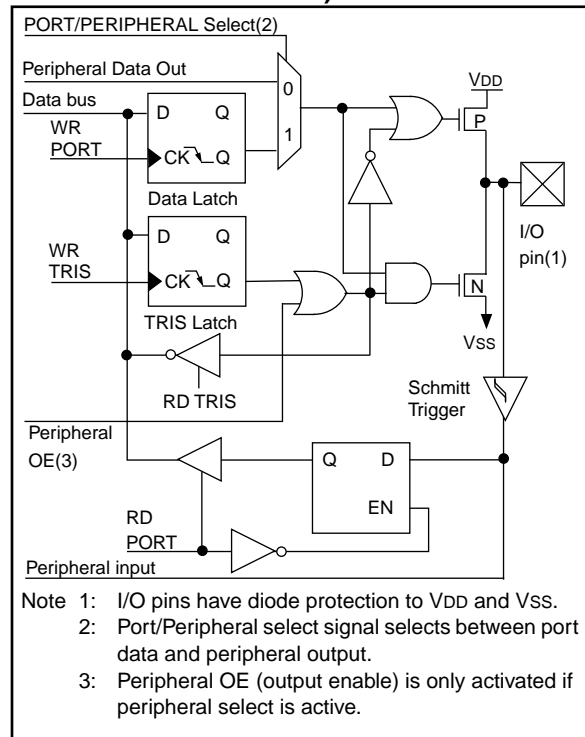 PORT/PERIPHERAL Select(2)
Peripheral Data Out
Data bus
WR
PORT
D Q
CK Q
Data Latch
0
1
VDD
P
I/O
pin(1)
WR
TRIS
D Q
CK Q
TRIS Latch
N
VSS
RD TRIS
Schmitt
Trigger
Peripheral
OE(3)
Q D
EN
RD
PORT
Peripheral input
Note 1: I/O pins have diode protection to VDD and VSS.
2: Port/Peripheral select signal selects between port
data and peripheral output.
3: Peripheral OE (output enable) is only activated if
peripheral select is active.